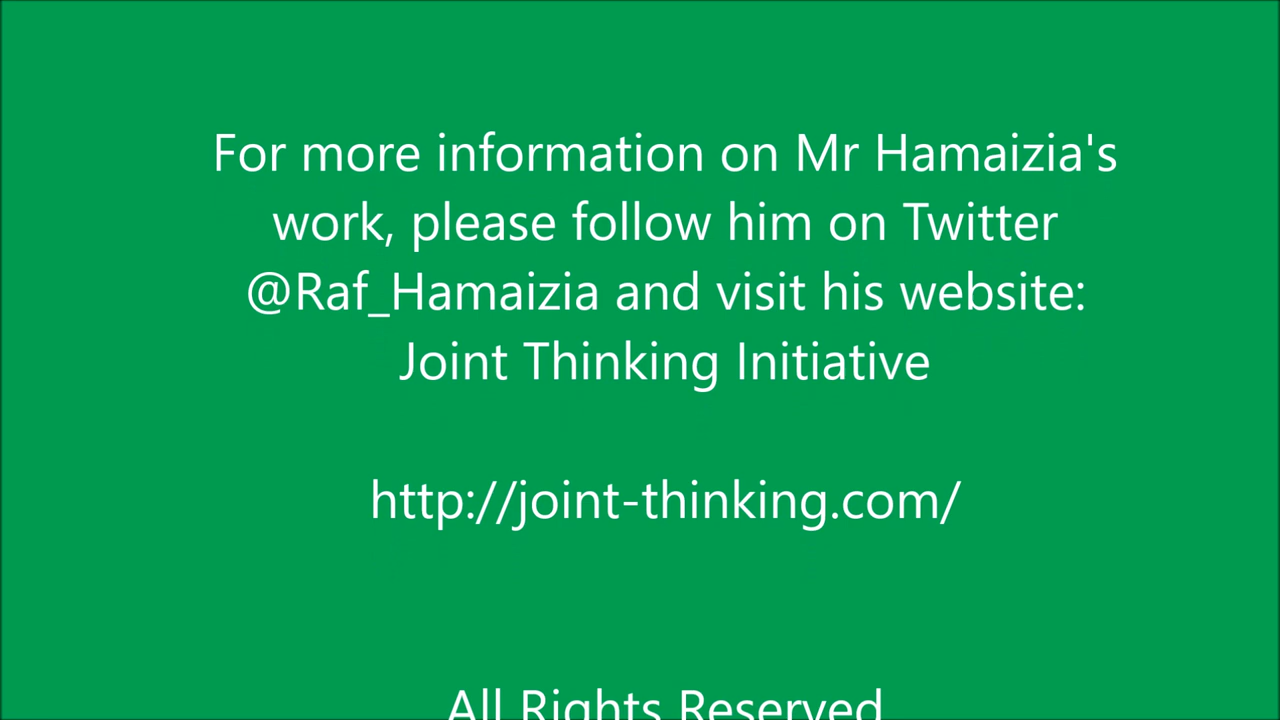 For more information on Mr Hamaizia's
work, please follow him on Twitter
@Raf_Hamaizia and visit his website:
Joint Thinking Initiative
http://joint-thinking.com/
All Rights Reserved